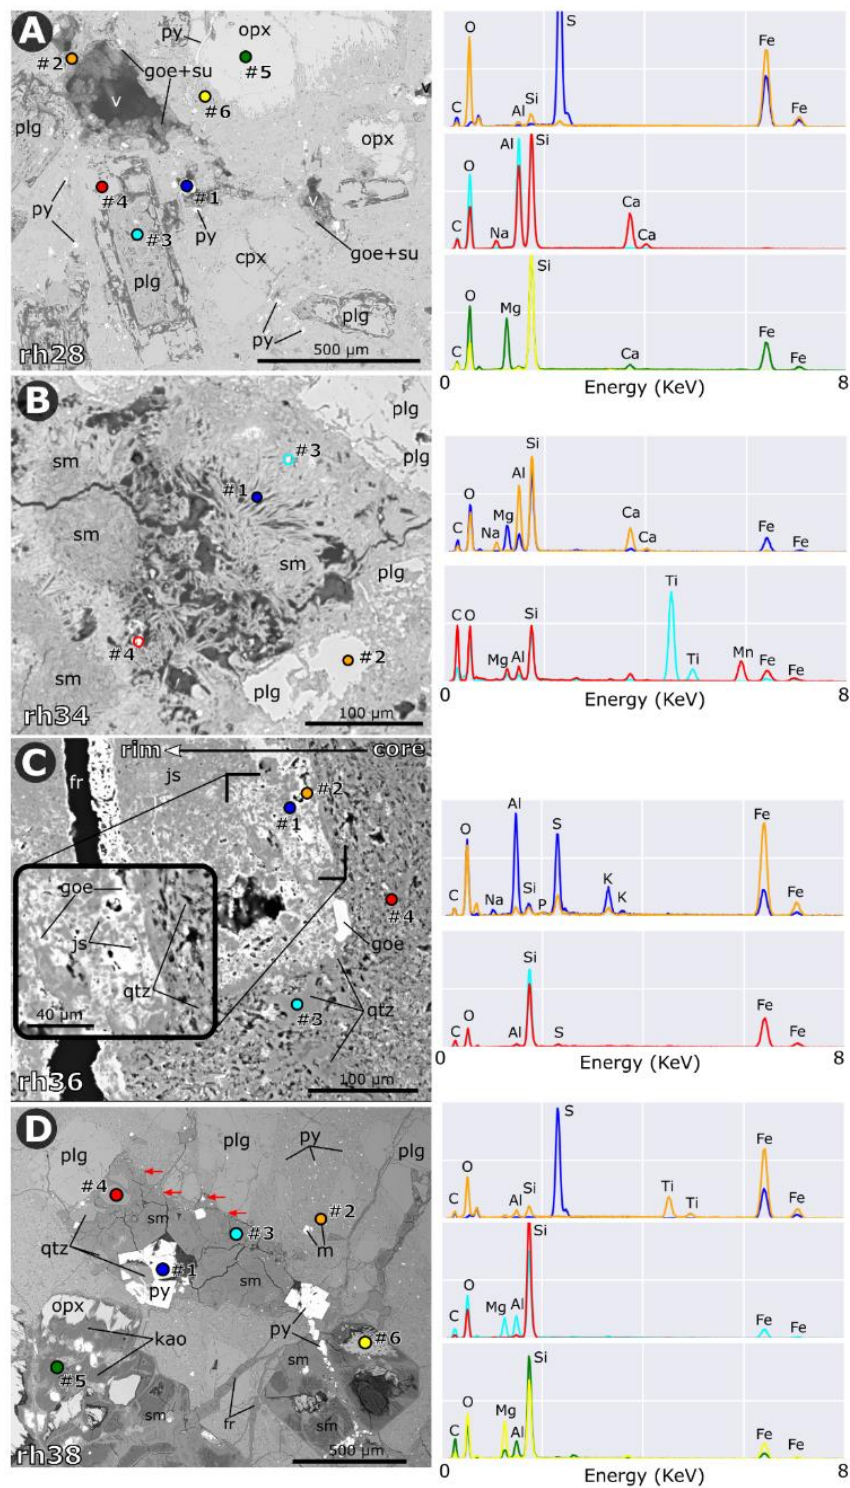 A
#2
py
opx
#5
goe+su
v
#6
plg
v
opx
#4
#1
v
py
#3
py
cpx
goe+su
plg
py
plg
rh28
500 µm
S
O
Fe
C
Al
Si
Fe
Al
Si
O
C
Na
Ca
Ca
Si
O
Mg
Fe
C
Ca
Fe
0
8
Energy (KeV)
B
plg
sm
#3
plg
#1
sm
sm
plg
#4
#2
sm
plg
rh34
100 µm
Si
O
Al
Mg
Ca
C
Na
Ca
Fe
Fe
Ti
C O
Si
Mg
Al
Ti
Mn
Fe
Fe
0
8
Energy (KeV)
C
rim
core
fr
js
#2
#1
goe
#4
js
goe
qtz
qtz
#3
40 µm
rh36
100 µm
Al
O
S
Fe
K
C
Na
Si
P
K
Fe
Si
O
Fe
C
Al
S
Fe
0
8
Energy (KeV)
D
plg
plg
py
plg
#4
sm
#2
#3
qtz
m
#1
py
sm
opx
kao
py
#6
#5
sm
sm
fr
sm
rh38
500 µm
S
O
Fe
C
Al
Si
Ti
Ti
Fe
Si
O
Mg
Al
C
Fe
Fe
Si
O
Mg
C
Al
Fe
Fe
0
8
Energy (KeV)